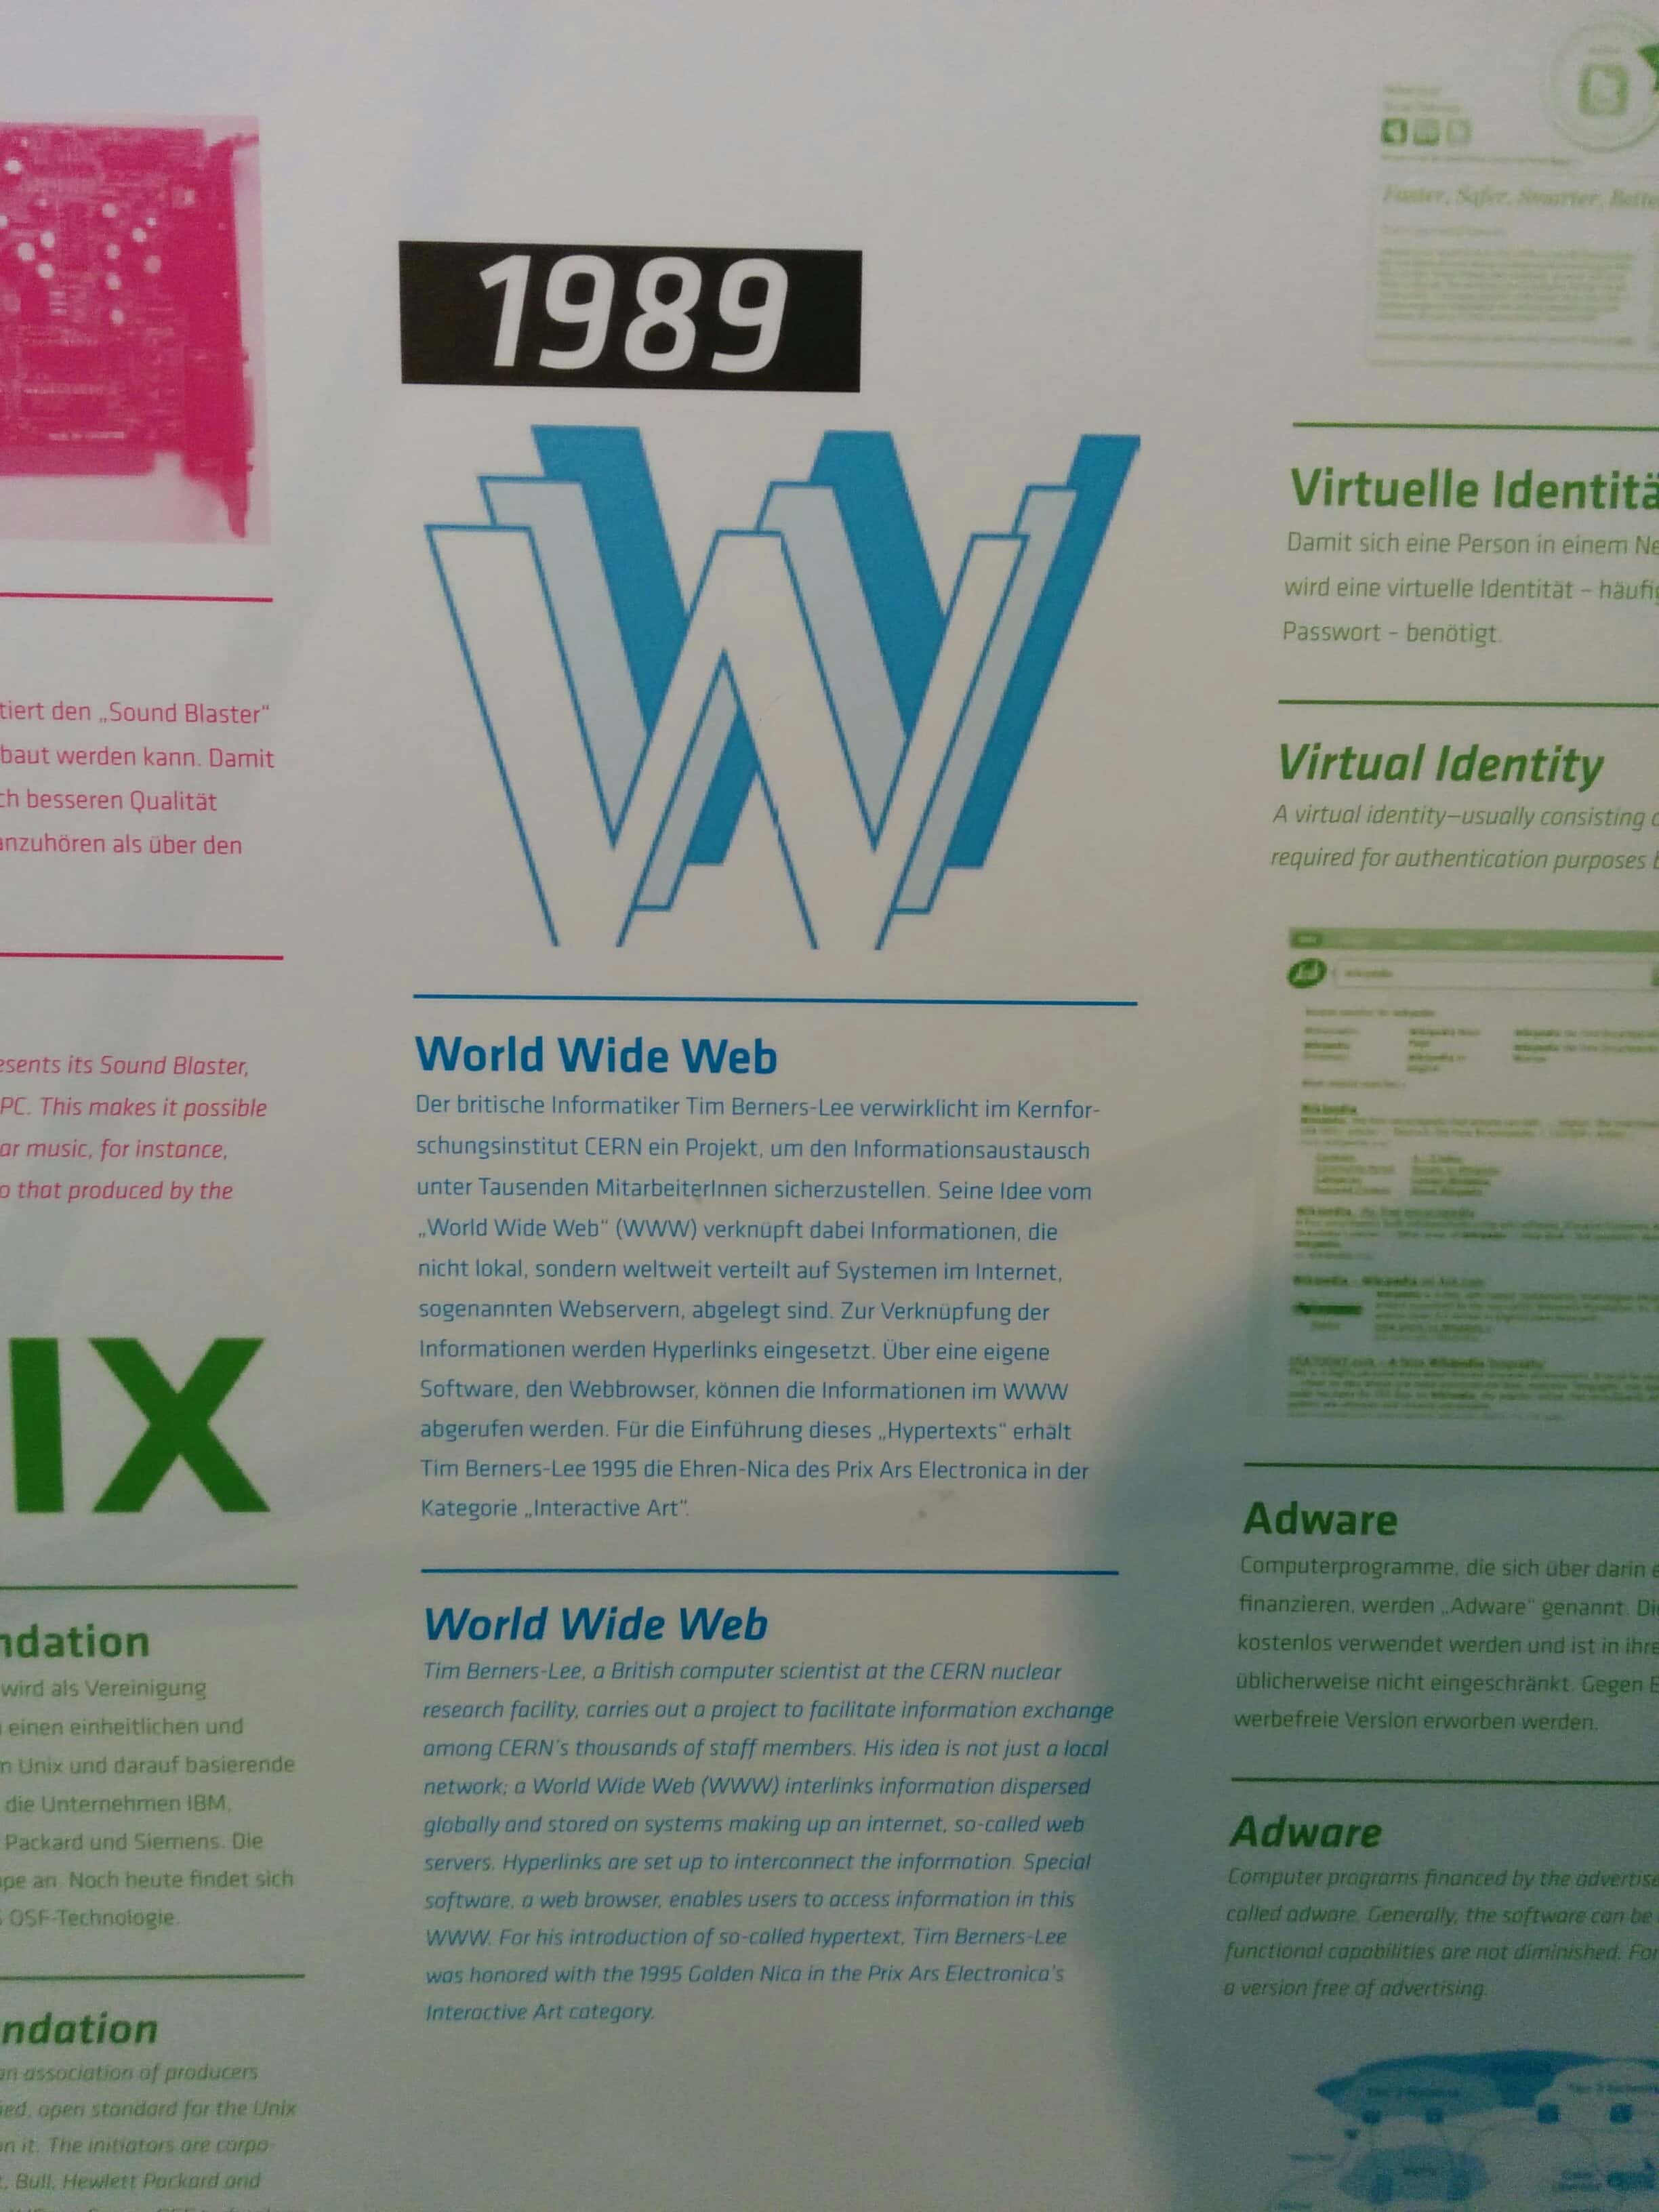 tiert den „Sound Blaster“
baut werden kann. Damit
ch besseren Qualität
anzuhören als über den
esents its Sound Blaster,
PC. This makes it possible
ar music, for instance,
o that produced by the
IX
ndation
wird als Vereinigung
einen einheitlichen und
n Unix und darauf basierende
die Unternehmen IBM,
Packard und Siemens. Die
pe an. Noch heute findet sich
OSF-Technologie.
ndation
an association of producers
ied, open standard for the Unix
on it. The initiators are corpo-
, Bull, Hewlett Packard and
1989
WWW
World Wide Web
Der britische Informatiker Tim Berners-Lee verwirklicht im Kernfor-
schungsinstitut CERN ein Projekt, um den Informationsaustausch
unter Tausenden MitarbeiterInnen sicherzustellen. Seine Idee vom
„World Wide Web“ (WWW) verknüpft dabei Informationen, die
nicht lokal, sondern weltweit verteilt auf Systemen im Internet,
sogenannten Webservern, abgelegt sind. Zur Verknüpfung der
Informationen werden Hyperlinks eingesetzt. Über eine eigene
Software, den Webbrowser, können die Informationen im WWW
abgerufen werden. Für die Einführung dieses „Hypertexts“ erhält
Tim Berners-Lee 1995 die Ehren-Nica des Prix Ars Electronica in der
Kategorie „Interactive Art“.
World Wide Web
Tim Berners-Lee, a British computer scientist at the CERN nuclear
research facility, carries out a project to facilitate information exchange
among CERN's thousands of staff members. His idea is not just a local
network; a World Wide Web (WWW) interlinks information dispersed
globally and stored on systems making up an internet, so-called web
servers. Hyperlinks are set up to interconnect the information. Special
software, a web browser, enables users to access information in this
WWW. For his introduction of so-called hypertext, Tim Berners-Lee
was honored with the 1995 Golden Nica in the Prix Ars Electronica's
Interactive Art category.
Faster, Safer, Smarter, Bette
Virtuelle Identitä
Damit sich eine Person in einem Ne
wird eine virtuelle Identität – häufig
Passwort – benötigt.
Virtual Identity
A virtual identity—usually consisting o
required for authentication purposes b
Adware
Computerprogramme, die sich über darin e
finanzieren, werden „Adware“ genannt. Di
kostenlos verwendet werden und ist in ihre
üblicherweise nicht eingeschränkt. Gegen B
werbefreie Version erworben werden.
Adware
Computer programs financed by the advertise
called adware. Generally, the software can be
functional capabilities are not diminished. For
a version free of advertising.